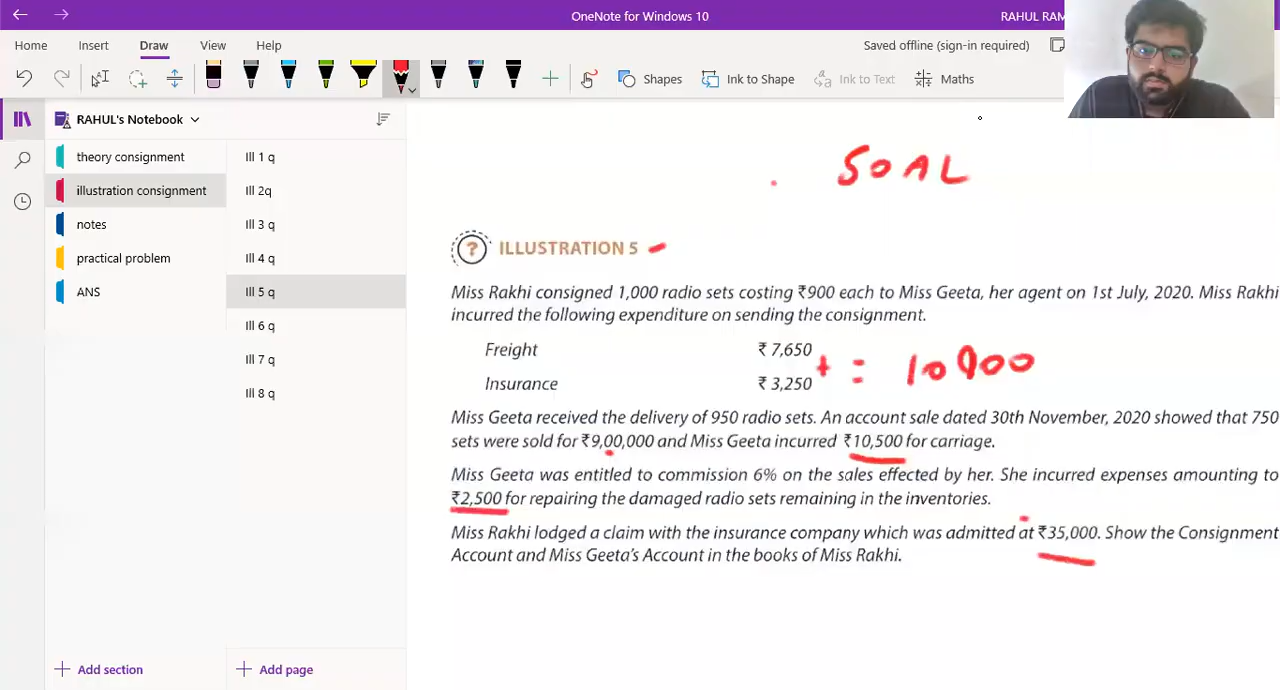 OneNote for Windows 10
RAHUL RAM
Home Insert Draw View Help
Saved offline (sign-in required)
Shapes Ink to Shape Ink to Text Maths
RAHUL's Notebook
theory consignment
illustration consignment
notes
practical problem
ANS
Ill 1 q
Ill 2q
Ill 3 q
Ill 4 q
Ill 5 q
Ill 6 q
Ill 7 q
Ill 8 q
Add section
Add page
SOAL
? ILLUSTRATION 5
Miss Rakhi consigned 1,000 radio sets costing ₹900 each to Miss Geeta, her agent on 1st July, 2020. Miss Rakhi
incurred the following expenditure on sending the consignment.
Freight ₹ 7,650
+ = 10900
Insurance ₹ 3,250
Miss Geeta received the delivery of 950 radio sets. An account sale dated 30th November, 2020 showed that 750
sets were sold for ₹9,00,000 and Miss Geeta incurred ₹10,500 for carriage.
Miss Geeta was entitled to commission 6% on the sales effected by her. She incurred expenses amounting to
₹2,500 for repairing the damaged radio sets remaining in the inventories.
Miss Rakhi lodged a claim with the insurance company which was admitted at ₹35,000. Show the Consignment
Account and Miss Geeta's Account in the books of Miss Rakhi.